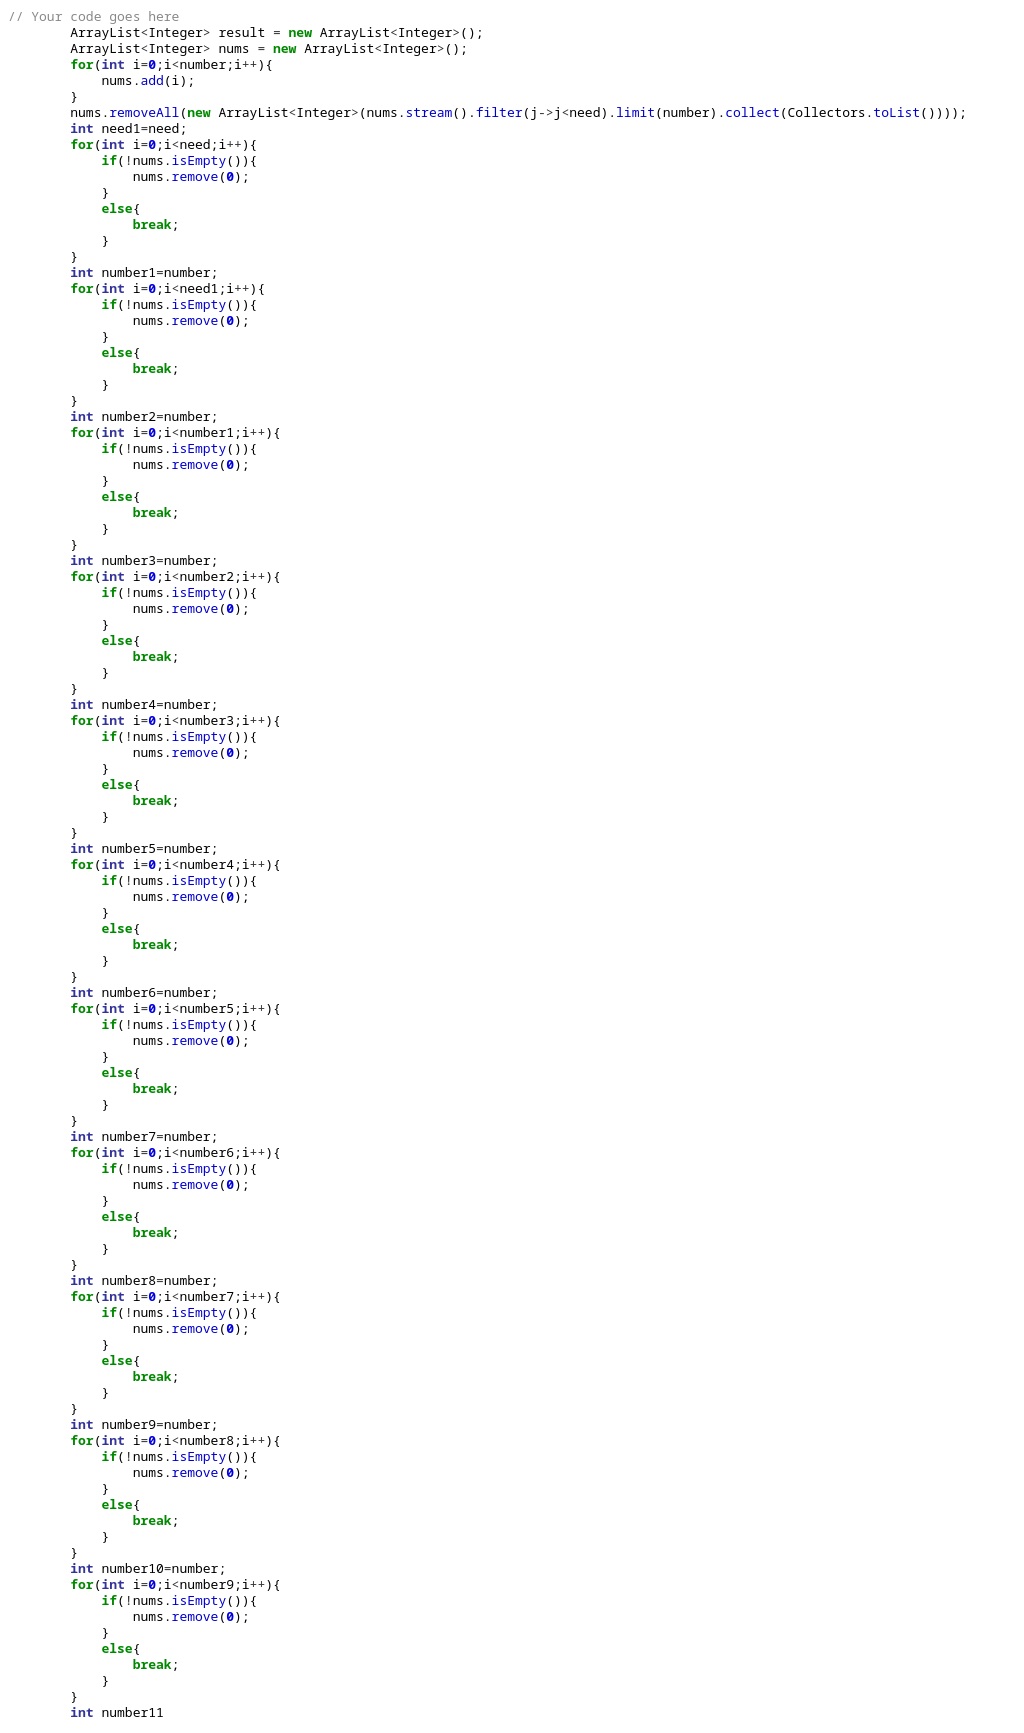 // Your code goes here
        ArrayList<Integer> result = new ArrayList<Integer>();
        ArrayList<Integer> nums = new ArrayList<Integer>();
        for(int i=0;i<number;i++){
            nums.add(i);
        }
        nums.removeAll(new ArrayList<Integer>(nums.stream().filter(j->j<need).limit(number).collect(Collectors.toList())));
        int need1=need;
        for(int i=0;i<need;i++){
            if(!nums.isEmpty()){
                nums.remove(0);
            }
            else{
                break;
            }
        }
        int number1=number;
        for(int i=0;i<need1;i++){
            if(!nums.isEmpty()){
                nums.remove(0);
            }
            else{
                break;
            }
        }
        int number2=number;
        for(int i=0;i<number1;i++){
            if(!nums.isEmpty()){
                nums.remove(0);
            }
            else{
                break;
            }
        }
        int number3=number;
        for(int i=0;i<number2;i++){
            if(!nums.isEmpty()){
                nums.remove(0);
            }
            else{
                break;
            }
        }
        int number4=number;
        for(int i=0;i<number3;i++){
            if(!nums.isEmpty()){
                nums.remove(0);
            }
            else{
                break;
            }
        }
        int number5=number;
        for(int i=0;i<number4;i++){
            if(!nums.isEmpty()){
                nums.remove(0);
            }
            else{
                break;
            }
        }
        int number6=number;
        for(int i=0;i<number5;i++){
            if(!nums.isEmpty()){
                nums.remove(0);
            }
            else{
                break;
            }
        }
        int number7=number;
        for(int i=0;i<number6;i++){
            if(!nums.isEmpty()){
                nums.remove(0);
            }
            else{
                break;
            }
        }
        int number8=number;
        for(int i=0;i<number7;i++){
            if(!nums.isEmpty()){
                nums.remove(0);
            }
            else{
                break;
            }
        }
        int number9=number;
        for(int i=0;i<number8;i++){
            if(!nums.isEmpty()){
                nums.remove(0);
            }
            else{
                break;
            }
        }
        int number10=number;
        for(int i=0;i<number9;i++){
            if(!nums.isEmpty()){
                nums.remove(0);
            }
            else{
                break;
            }
        }
        int number11